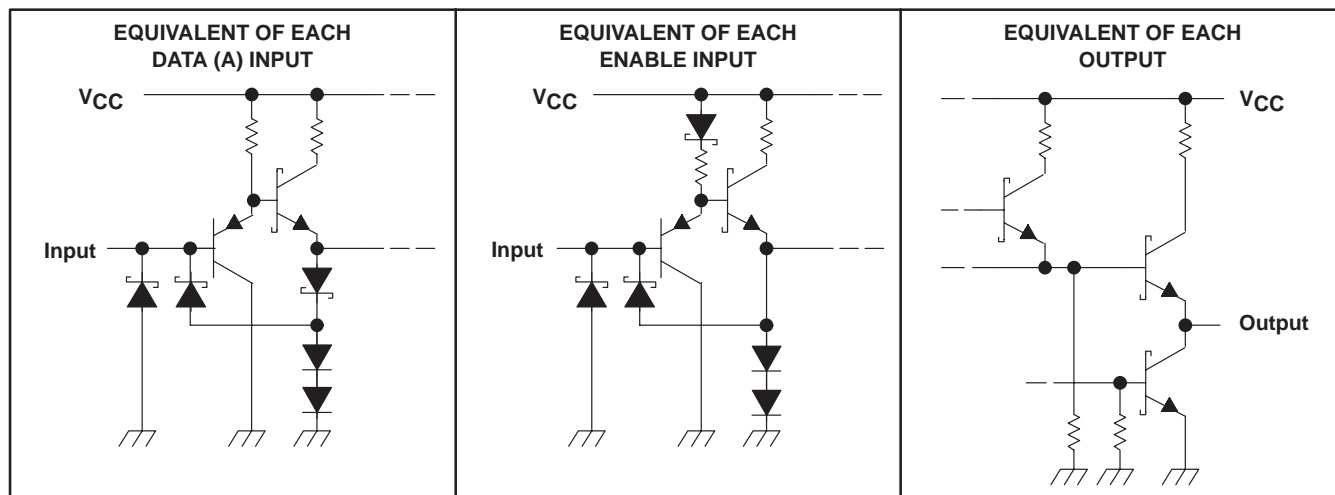 EQUIVALENT OF EACH
DATA (A) INPUT
VCC
Input
EQUIVALENT OF EACH
ENABLE INPUT
VCC
Input
EQUIVALENT OF EACH
OUTPUT
VCC
Output